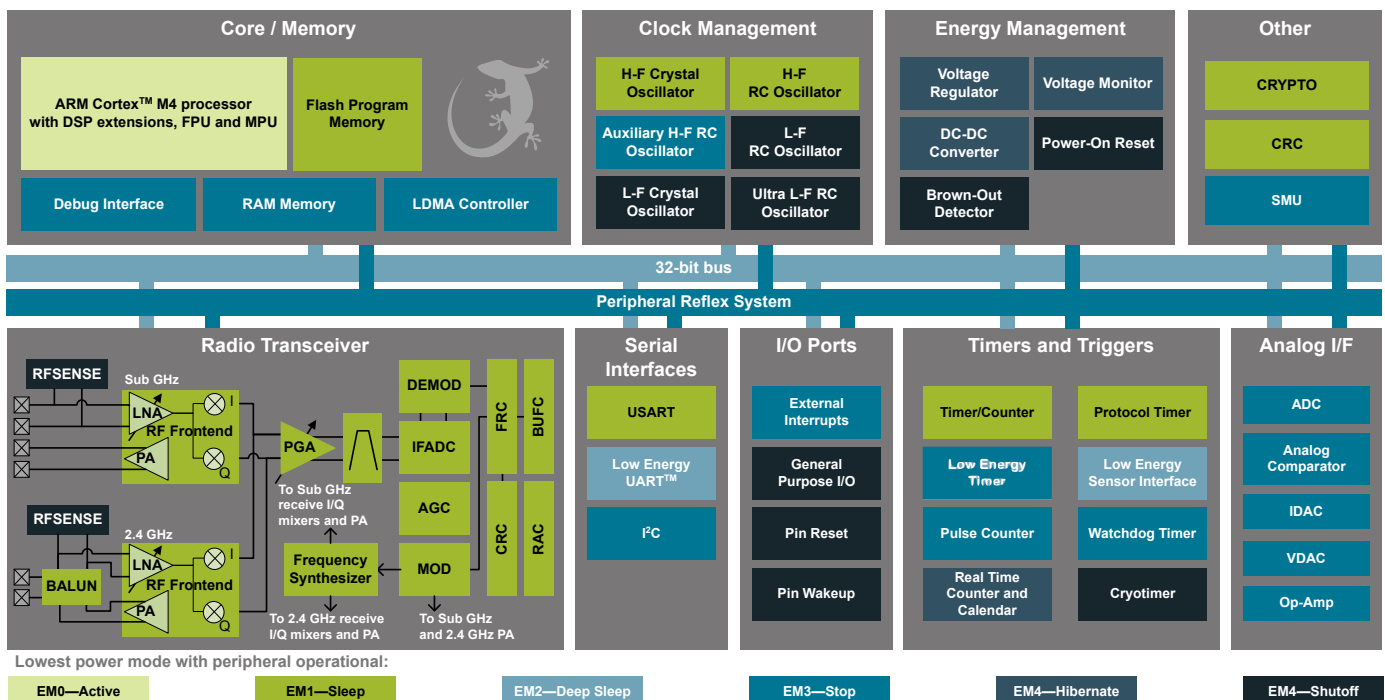 Core / Memory
ARM Cortex™ M4 processor
with DSP extensions, FPU and MPU
Flash Program
Memory
Debug Interface
RAM Memory
LDMA Controller
Clock Management
H-F Crystal
Oscillator
H-F
RC Oscillator
Auxiliary H-F RC
Oscillator
L-F
RC Oscillator
L-F Crystal
Oscillator
Ultra L-F RC
Oscillator
Energy Management
Voltage
Regulator
Voltage Monitor
DC-DC
Converter
Power-On Reset
Brown-Out
Detector
Other
CRYPTO
CRC
SMU
32-bit bus
Peripheral Reflex System
Radio Transceiver
RFSENSE
Sub GHz
LNA
I
RF Frontend
PA
Q
RFSENSE
2.4 GHz
LNA
I
BALUN
RF Frontend
PA
Q
PGA
To Sub GHz
receive I/Q
mixers and PA
Frequency
Synthesizer
To 2.4 GHz receive
I/Q mixers and PA
DEMOD
IFADC
AGC
MOD
To Sub GHz
and 2.4 GHz PA
FRC
BUFC
CRC
RAC
Serial
Interfaces
USART
Low Energy
UART™
I²C
I/O Ports
External
Interrupts
General
Purpose I/O
Pin Reset
Pin Wakeup
Timers and Triggers
Timer/Counter
Protocol Timer
Low Energy
Timer
Low Energy
Sensor Interface
Pulse Counter
Watchdog Timer
Real Time
Counter and
Calendar
Cryotimer
Analog I/F
ADC
Analog
Comparator
IDAC
VDAC
Op-Amp
Lowest power mode with peripheral operational:
EM0—Active
EM1—Sleep
EM2—Deep Sleep
EM3—Stop
EM4—Hibernate
EM4—Shutoff